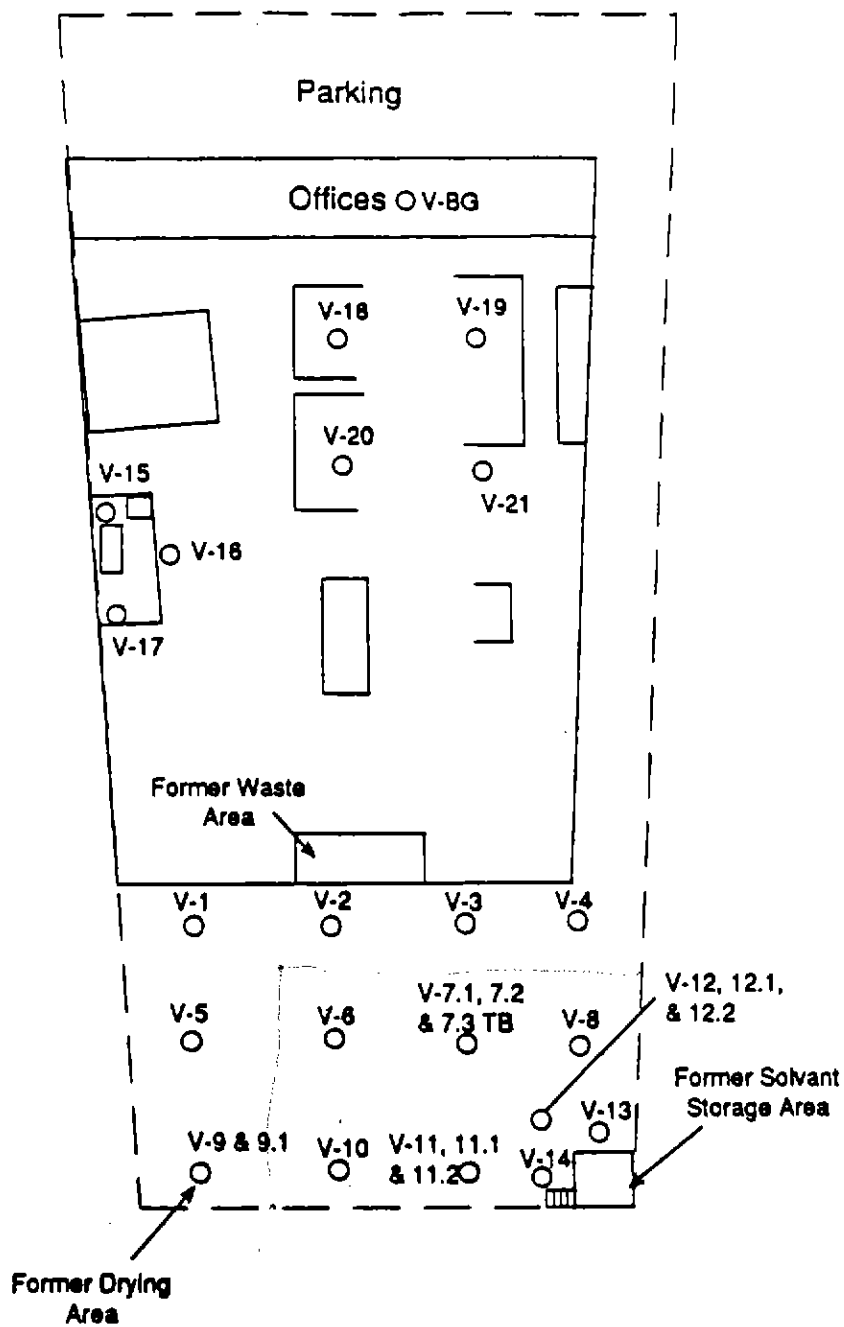 Parking
Offices V-BG
V-18
V-19
V-20
V-21
V-15
V-16
V-17
Former Waste
Area
V-1
V-2
V-3
V-4
V-5
V-6
V-7.1, 7.2
& 7.3 TB
V-8
V-12, 12.1,
& 12.2
Former Solvant
Storage Area
V-13
V-9 & 9.1
V-10
V-11, 11.1
& 11.2
V-14
Former Drying
Area